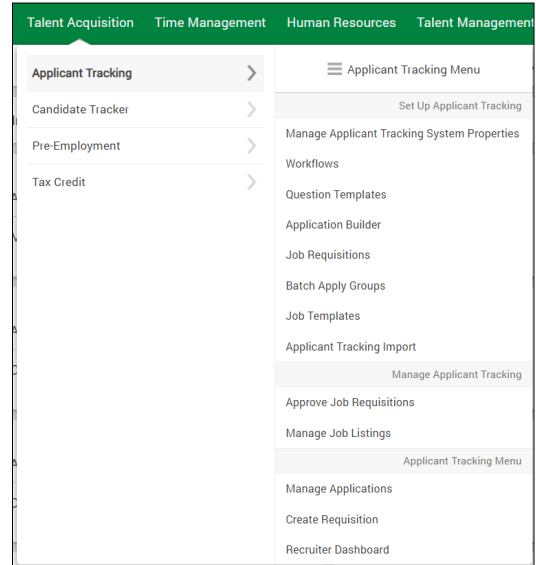 Talent Acquisition Time Management Human Resources Talent Management
Applicant Tracking
Candidate Tracker
Pre-Employment
Tax Credit
Applicant Tracking Menu
Set Up Applicant Tracking
Manage Applicant Tracking System Properties
Workflows
Question Templates
Application Builder
Job Requisitions
Batch Apply Groups
Job Templates
Applicant Tracking Import
Manage Applicant Tracking
Approve Job Requisitions
Manage Job Listings
Applicant Tracking Menu
Manage Applications
Create Requisition
Recruiter Dashboard